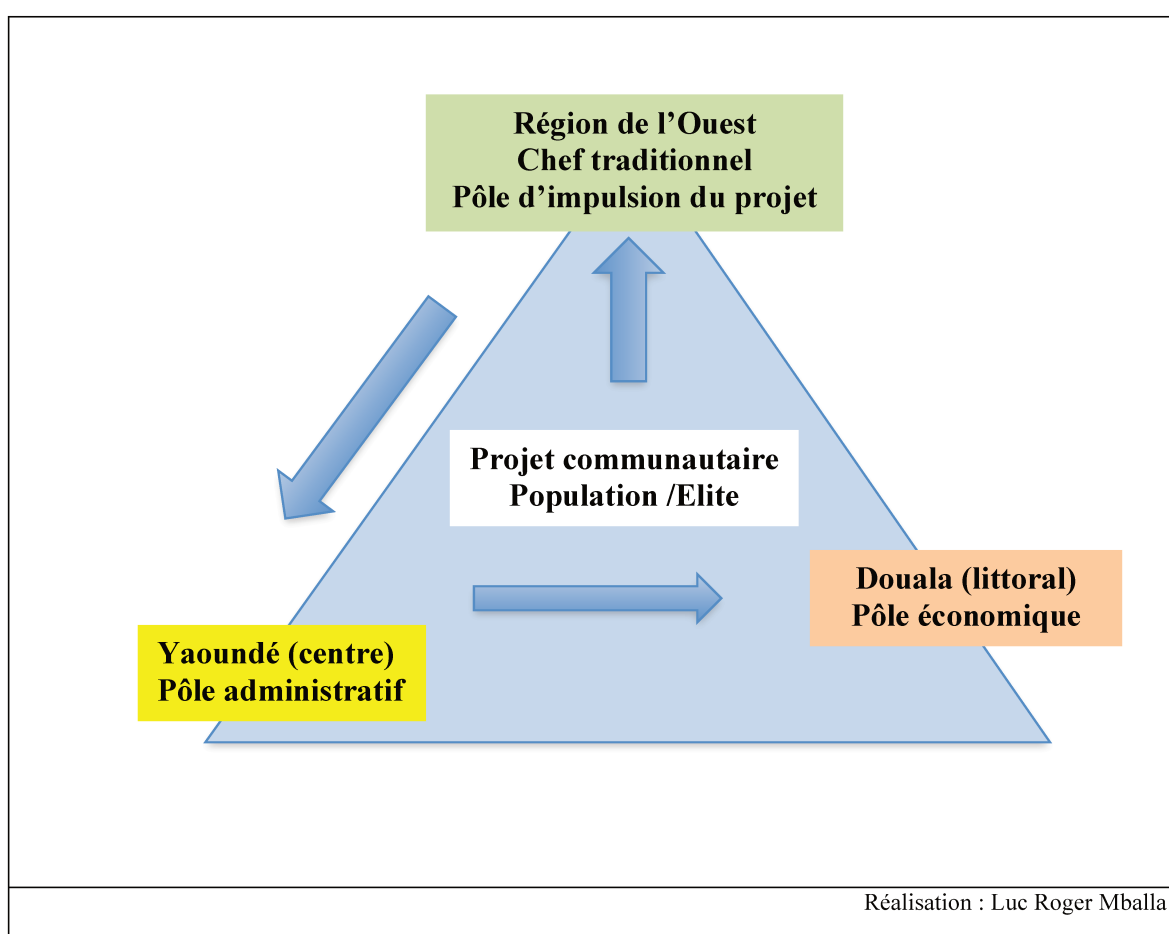 Région de l’Ouest
Chef traditionnel
Pôle d’impulsion du projet
Projet communautaire
Population /Elite
Douala (littoral)
Pôle économique
Yaoundé (centre)
Pôle administratif
Réalisation : Luc Roger Mballa